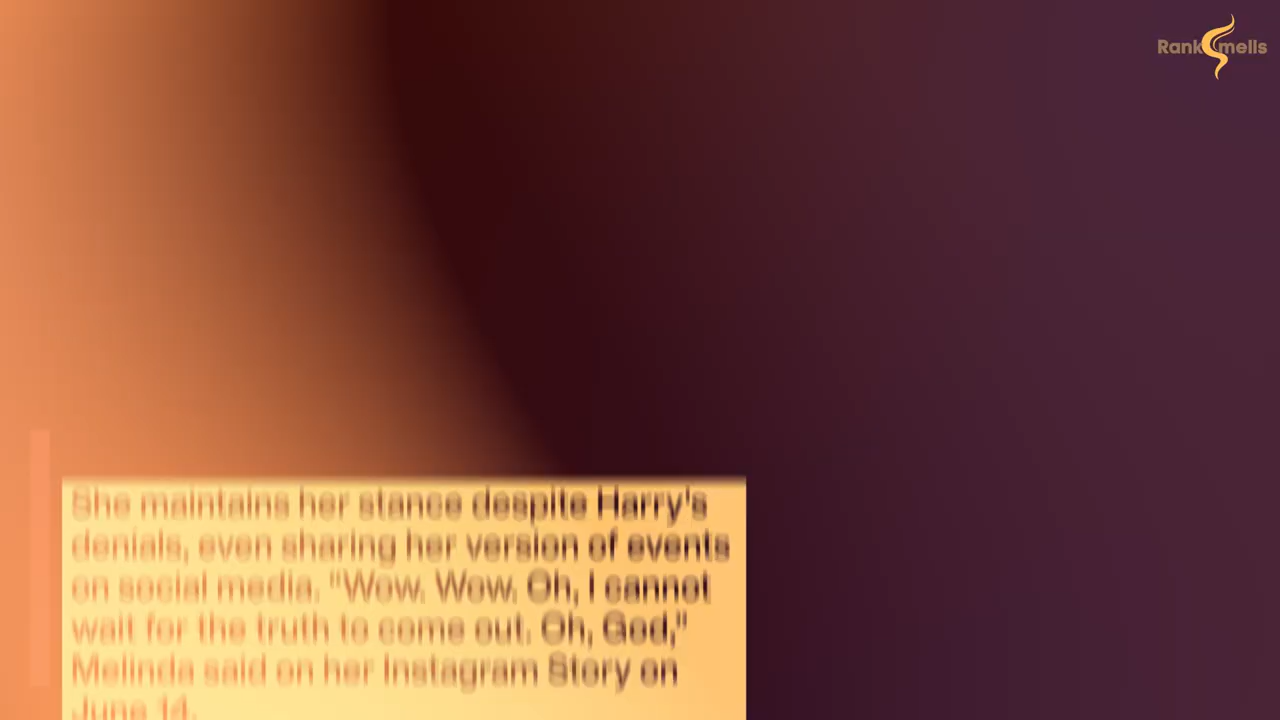 Rank mells
She maintains her stance despite Harry's
denials, even sharing her version of events
on social media. "Wow. Wow. Oh, I cannot
wait for the truth to come out. Oh, God,"
Melinda said on her Instagram Story on
June 14.